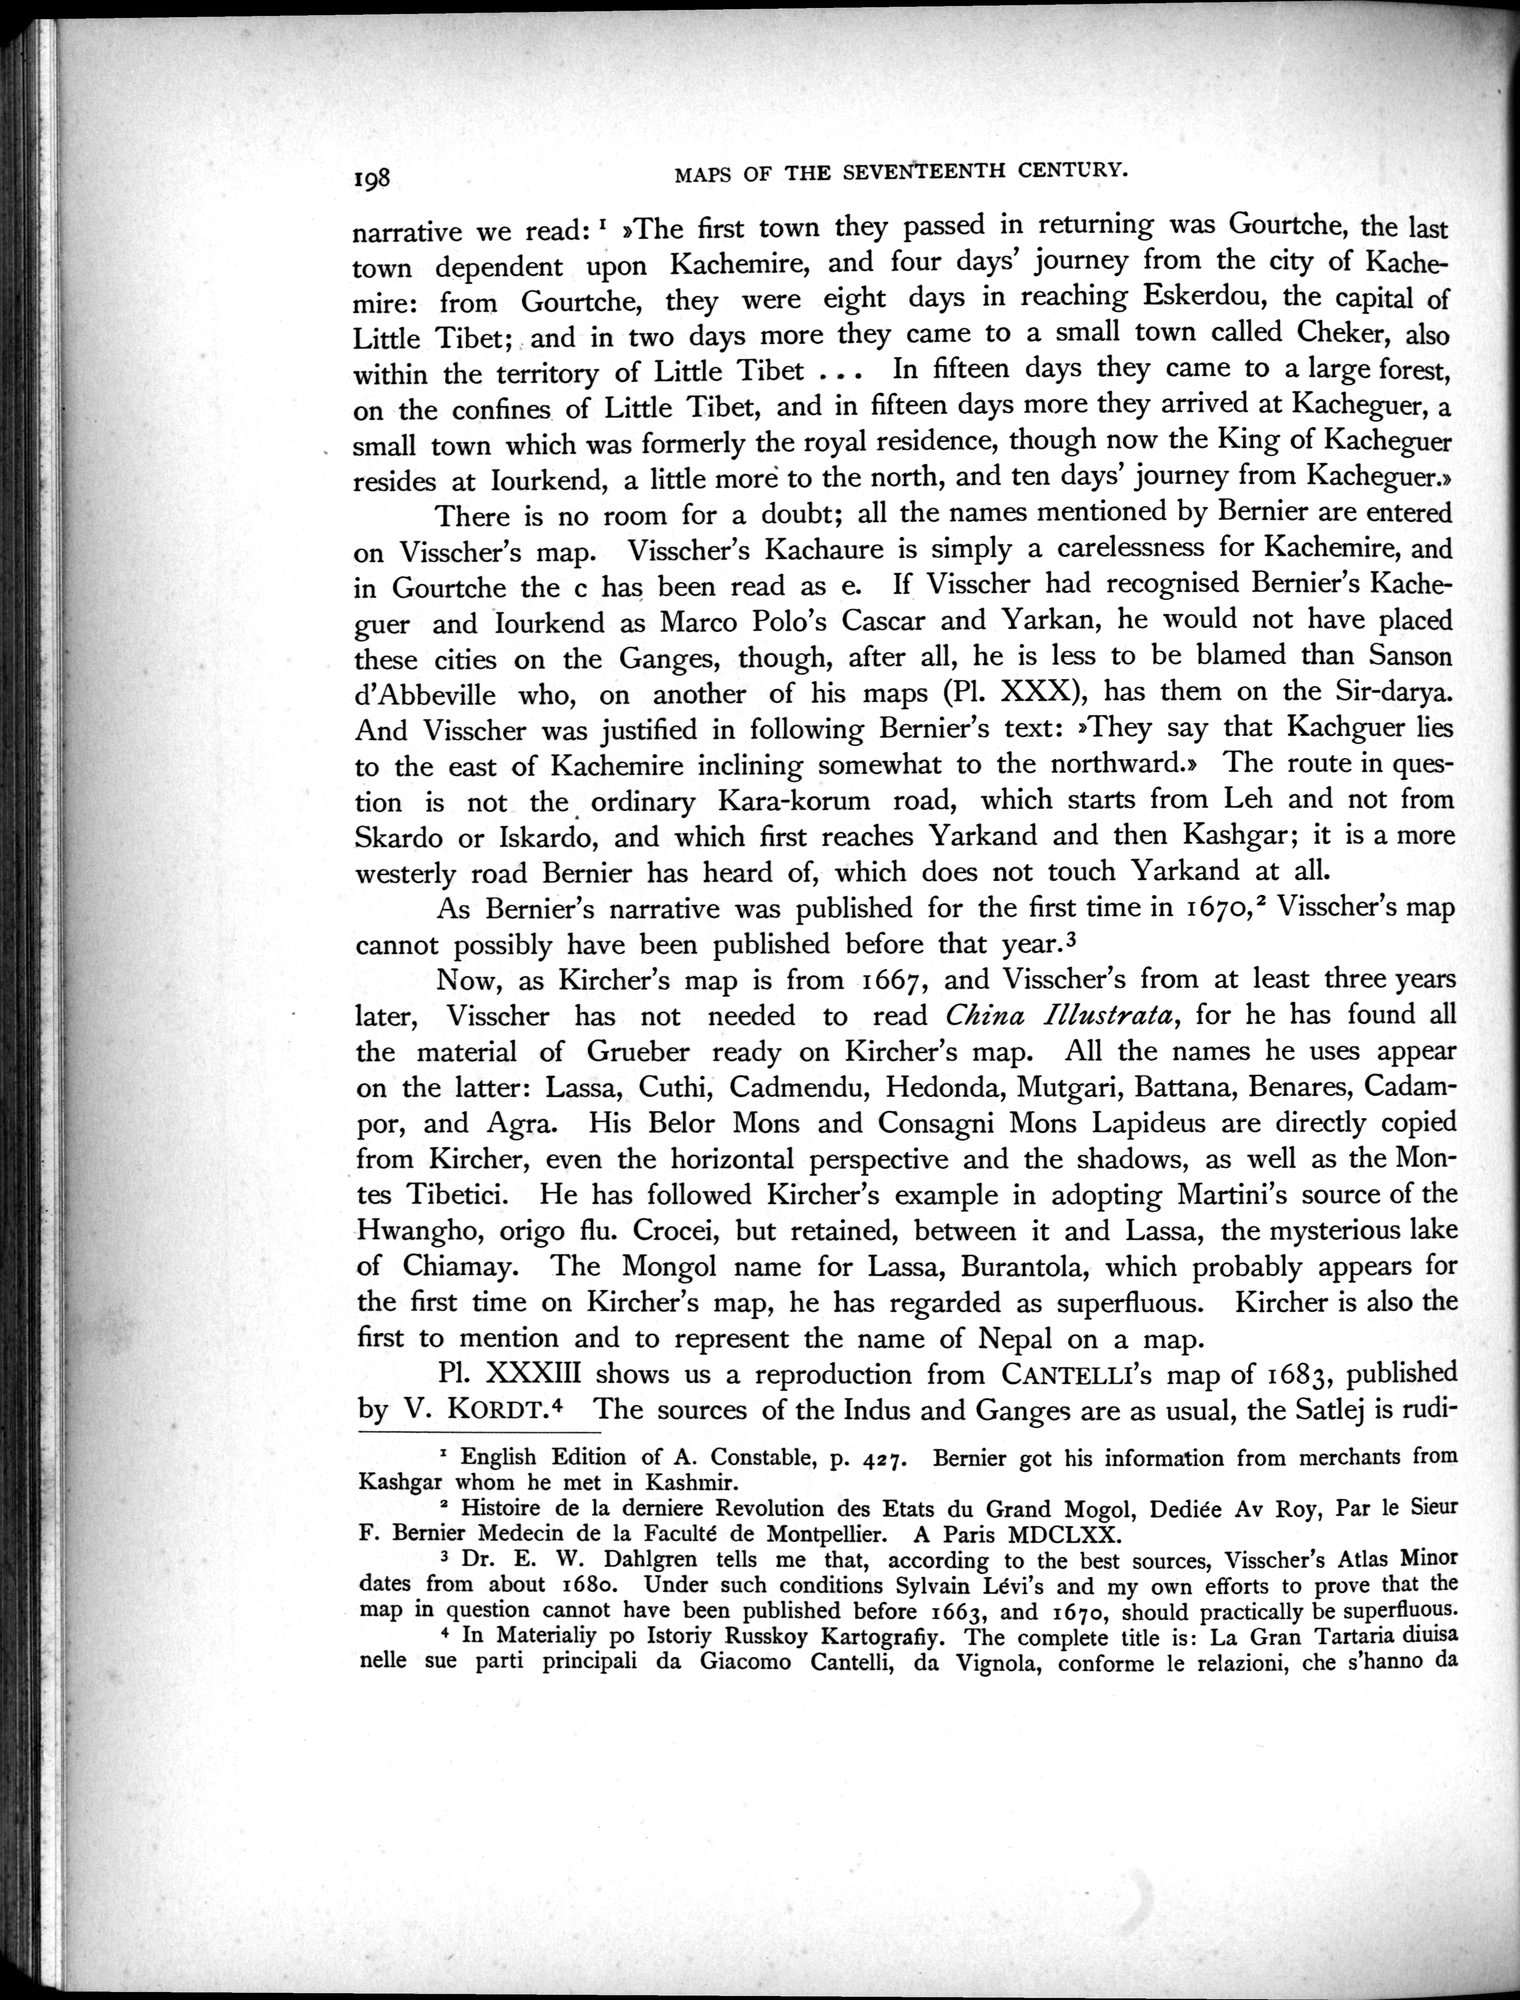 198
MAPS OF THE SEVENTEENTH CENTURY.
narrative we read: ¹ »The first town they passed in returning was Gourtche, the last
town dependent upon Kachemire, and four days' journey from the city of Kache-
mire: from Gourtche, they were eight days in reaching Eskerdou, the capital of
Little Tibet; and in two days more they came to a small town called Cheker, also
within the territory of Little Tibet ... In fifteen days they came to a large forest,
on the confines of Little Tibet, and in fifteen days more they arrived at Kacheguer, a
small town which was formerly the royal residence, though now the King of Kacheguer
resides at Iourkend, a little more to the north, and ten days' journey from Kacheguer.»
There is no room for a doubt; all the names mentioned by Bernier are entered
on Visscher's map. Visscher's Kachaure is simply a carelessness for Kachemire, and
in Gourtche the c has been read as e. If Visscher had recognised Bernier's Kache-
guer and Iourkend as Marco Polo's Cascar and Yarkan, he would not have placed
these cities on the Ganges, though, after all, he is less to be blamed than Sanson
d'Abbeville who, on another of his maps (Pl. XXX), has them on the Sir-darya.
And Visscher was justified in following Bernier's text: »They say that Kachguer lies
to the east of Kachemire inclining somewhat to the northward.» The route in ques-
tion is not the ordinary Kara-korum road, which starts from Leh and not from
Skardo or Iskardo, and which first reaches Yarkand and then Kashgar; it is a more
westerly road Bernier has heard of, which does not touch Yarkand at all.
As Bernier's narrative was published for the first time in 1670,² Visscher's map
cannot possibly have been published before that year.³
Now, as Kircher's map is from 1667, and Visscher's from at least three years
later, Visscher has not needed to read China Illustrata, for he has found all
the material of Grueber ready on Kircher's map. All the names he uses appear
on the latter: Lassa, Cuthi, Cadmendu, Hedonda, Mutgari, Battana, Benares, Cadam-
por, and Agra. His Belor Mons and Consagni Mons Lapideus are directly copied
from Kircher, even the horizontal perspective and the shadows, as well as the Mon-
tes Tibetici. He has followed Kircher's example in adopting Martini's source of the
Hwangho, origo flu. Crocei, but retained, between it and Lassa, the mysterious lake
of Chiamay. The Mongol name for Lassa, Burantola, which probably appears for
the first time on Kircher's map, he has regarded as superfluous. Kircher is also the
first to mention and to represent the name of Nepal on a map.
Pl. XXXIII shows us a reproduction from CANTELLI's map of 1683, published
by V. KORDT.⁴ The sources of the Indus and Ganges are as usual, the Satlej is rudi-
¹ English Edition of A. Constable, p. 427. Bernier got his information from merchants from
Kashgar whom he met in Kashmir.
² Histoire de la derniere Revolution des Etats du Grand Mogol, Dediée Av Roy, Par le Sieur
F. Bernier Medecin de la Faculté de Montpellier. A Paris MDCLXX.
³ Dr. E. W. Dahlgren tells me that, according to the best sources, Visscher's Atlas Minor
dates from about 1680. Under such conditions Sylvain Lévi's and my own efforts to prove that the
map in question cannot have been published before 1663, and 1670, should practically be superfluous.
⁴ In Materialiy po Istoriy Russkoy Kartografiy. The complete title is: La Gran Tartaria diuisa
nelle sue parti principali da Giacomo Cantelli, da Vignola, conforme le relazioni, che s'hanno da